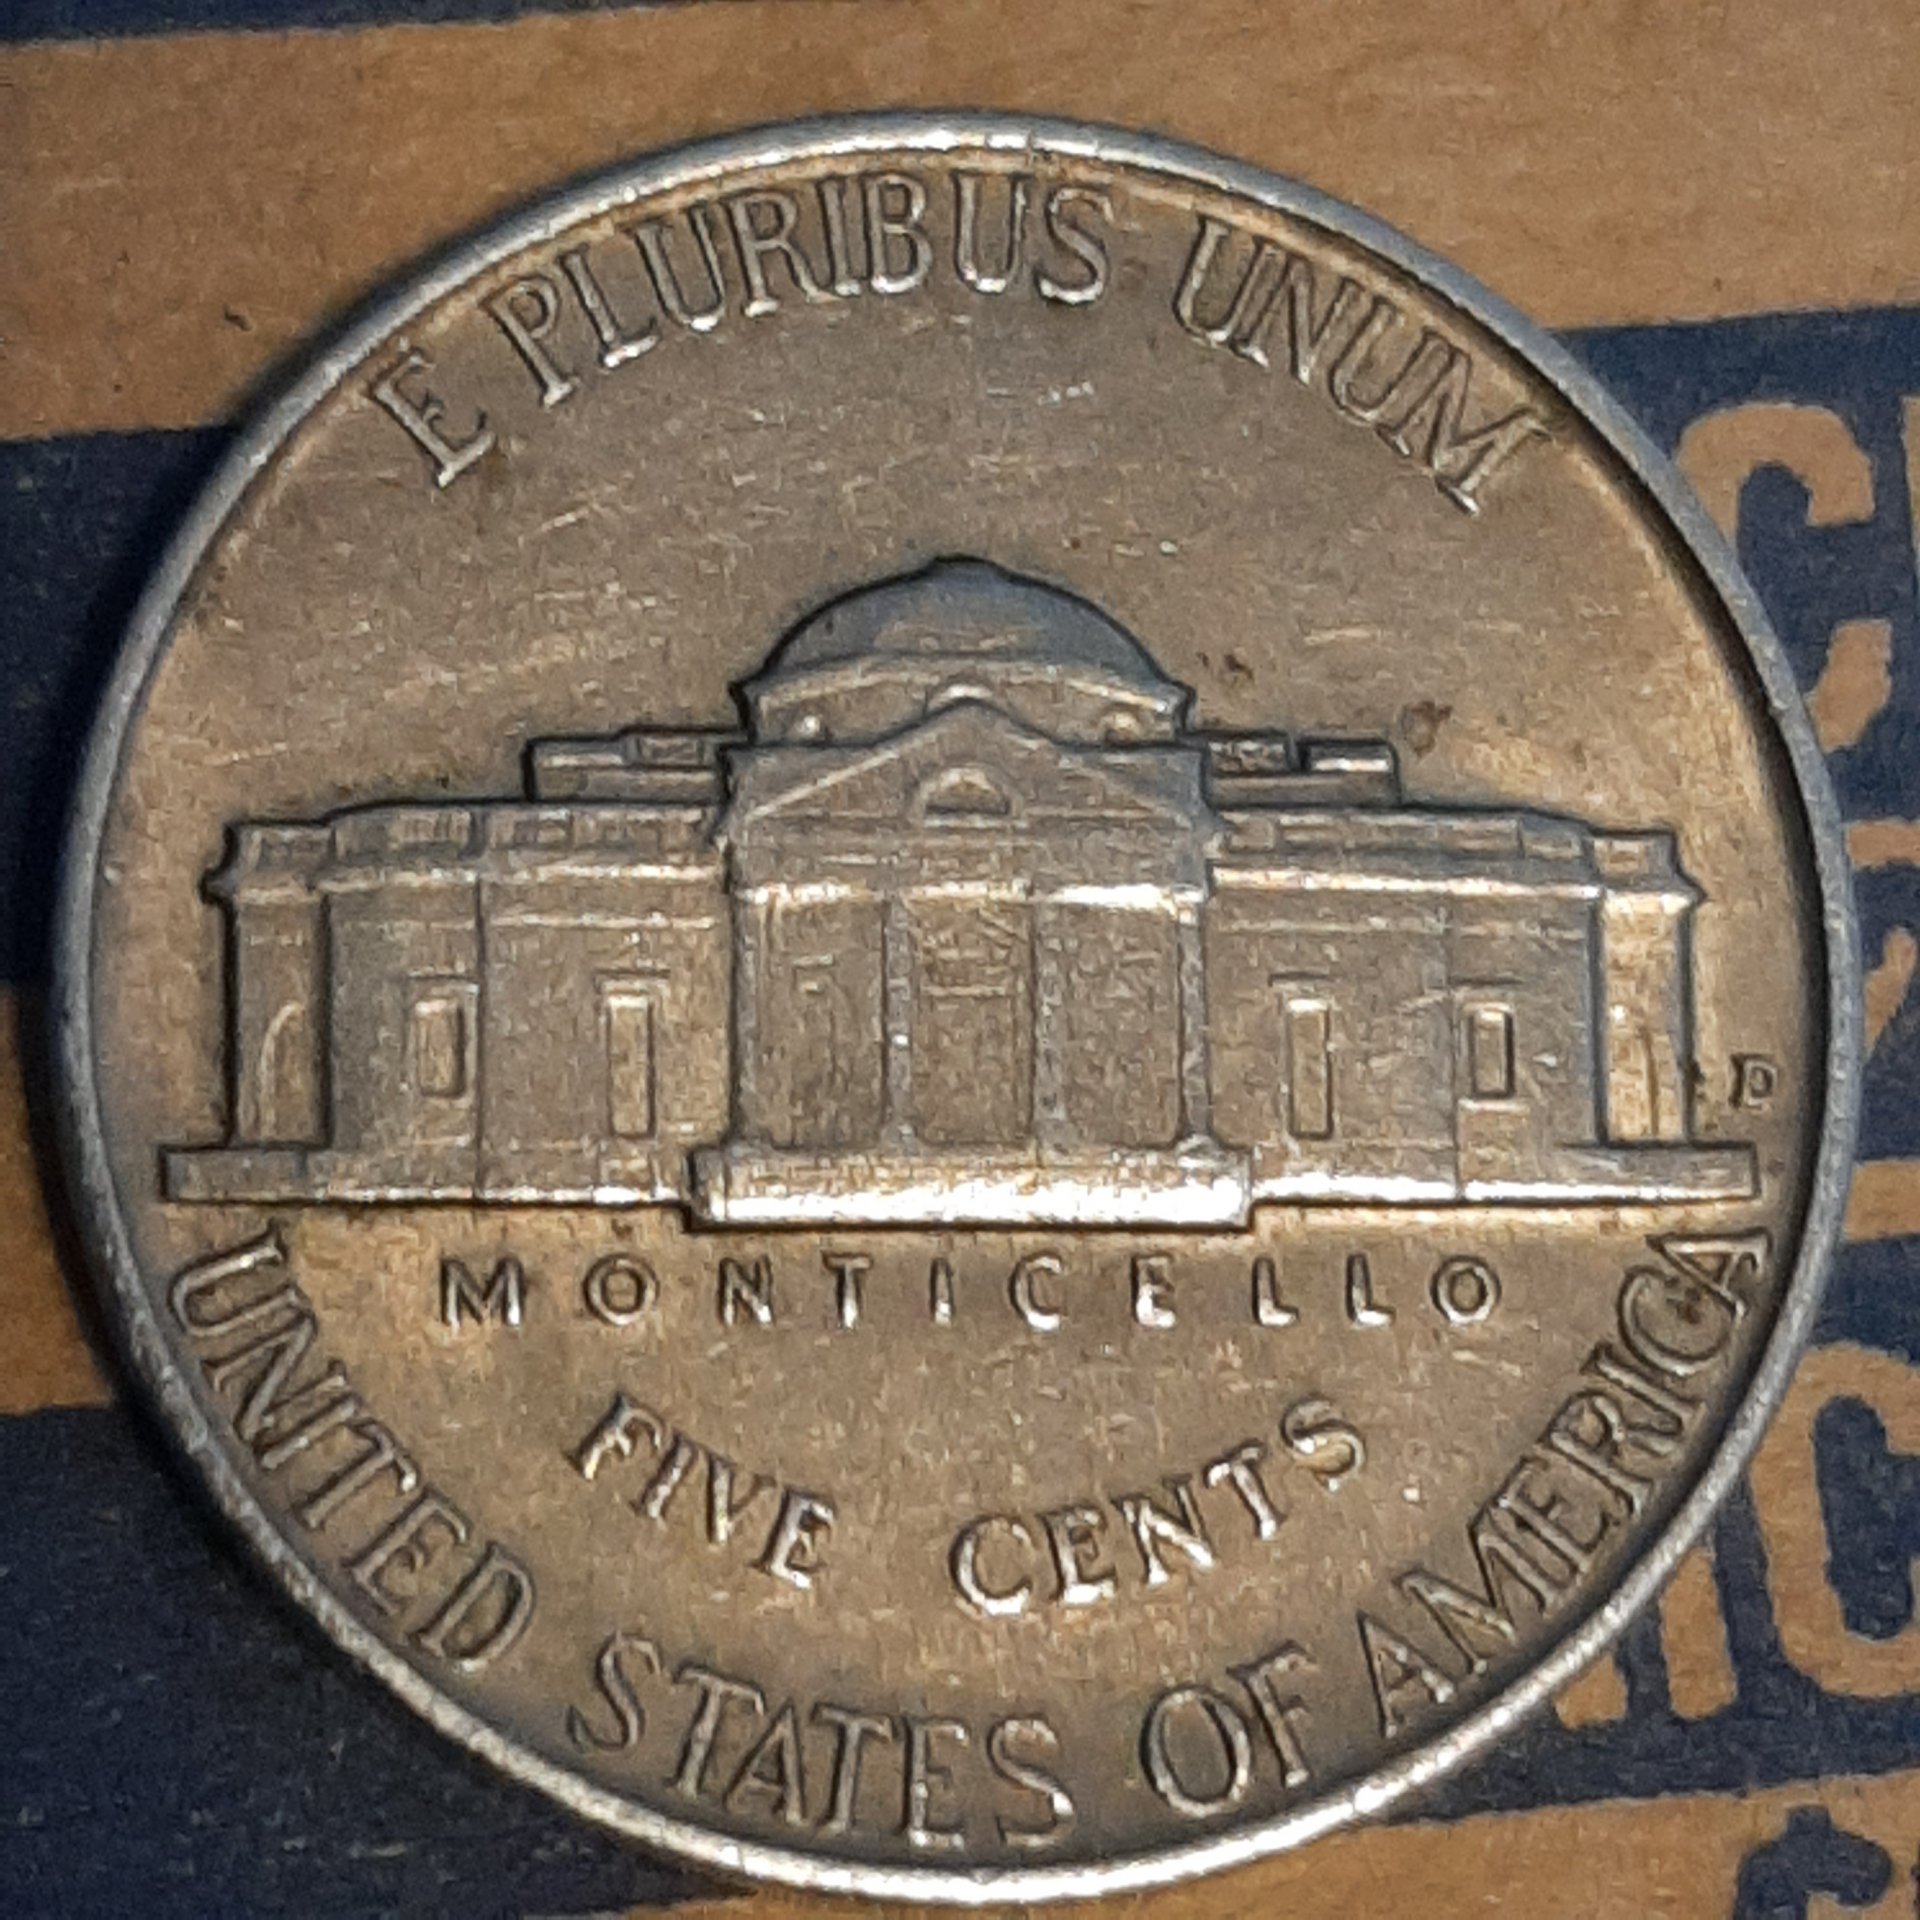 E PLURIBUS UNUM
D
MONTICELLO
FIVE CENTS
UNITED STATES OF AMERICA